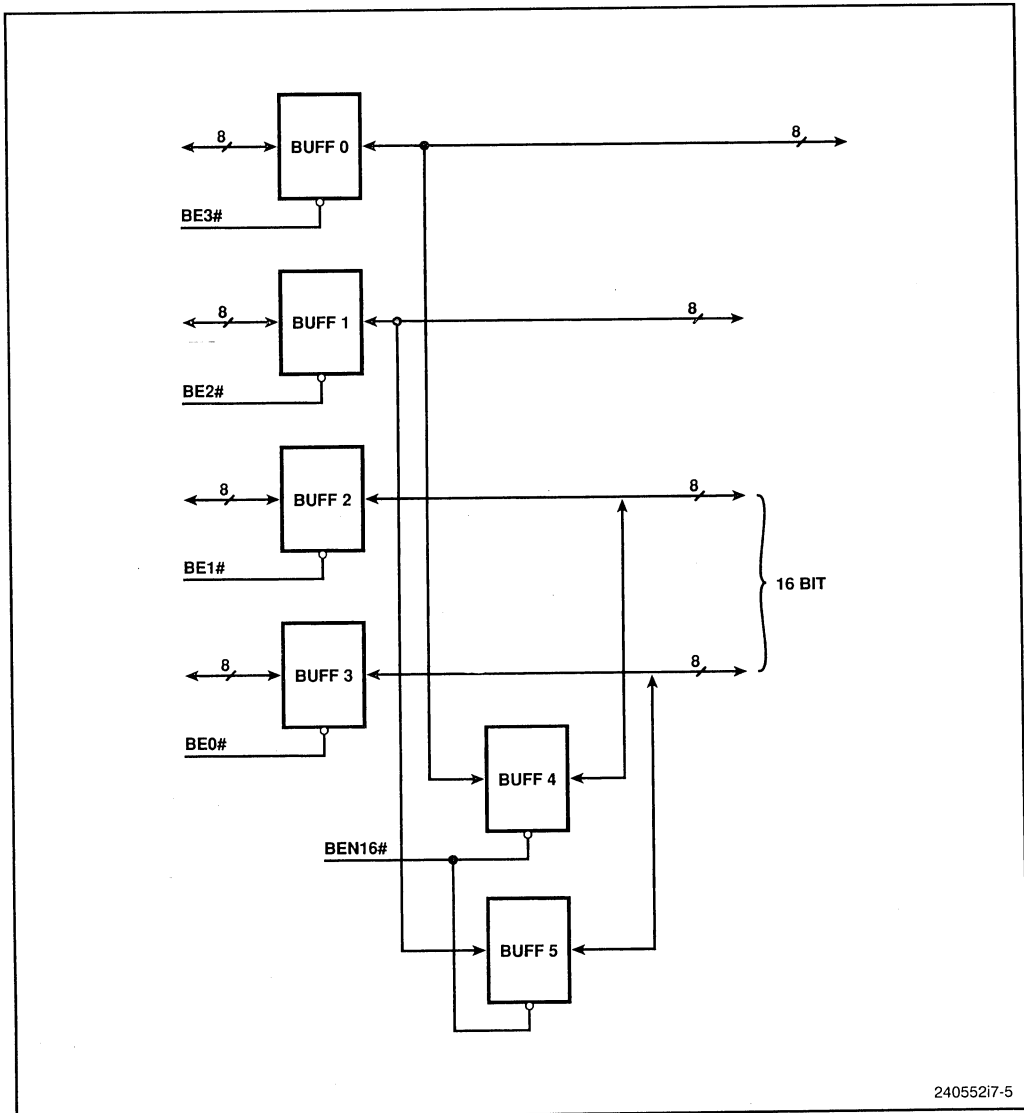 8
BUFF 0
8
BE3#
8
BUFF 1
8
BE2#
8
BUFF 2
8
BE1#
16 BIT
8
BUFF 3
8
BE0#
BUFF 4
BEN16#
BUFF 5
240552i7-5